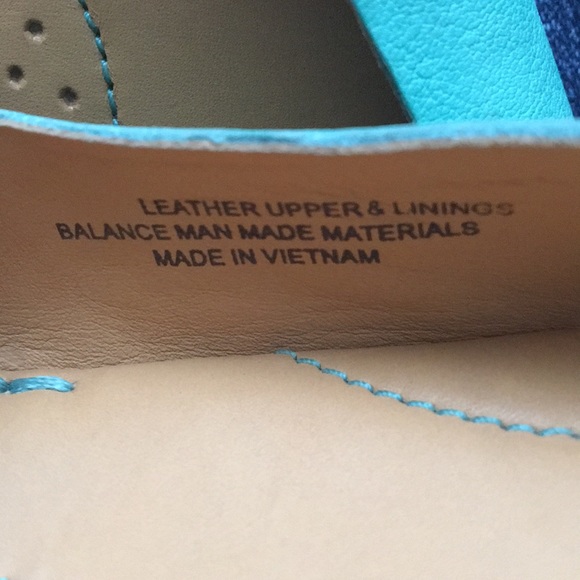 LEATHER UPPER & LININGS
BALANCE MAN MADE MATERIALS
MADE IN VIETNAM